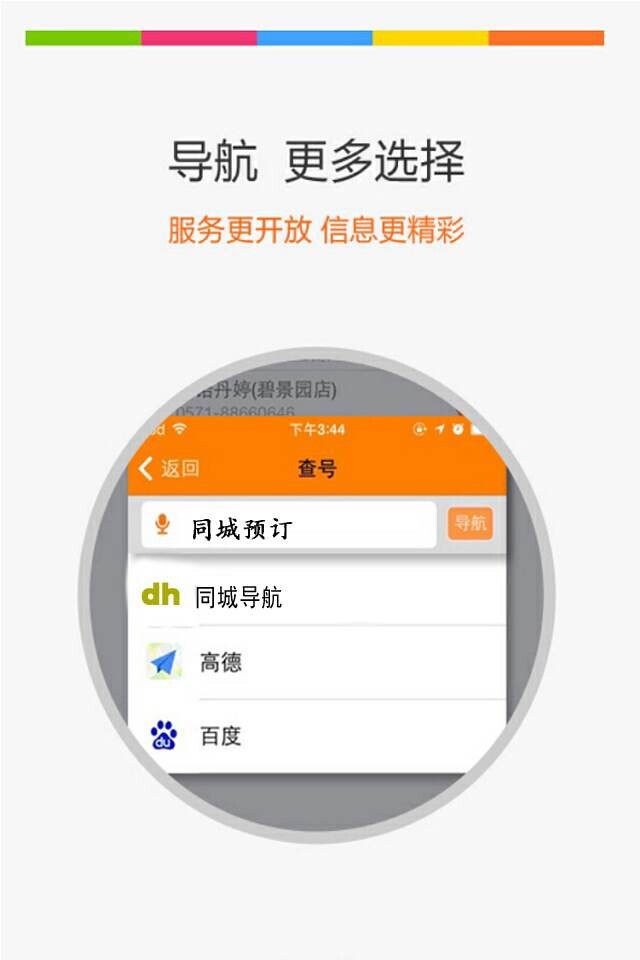 导航 更多选择
服务更开放 信息更精彩
丹婷(碧景园店)
0571-88660646
下午3:44
返回
查号
同城预订
导航
dh 同城导航
高德
du 百度